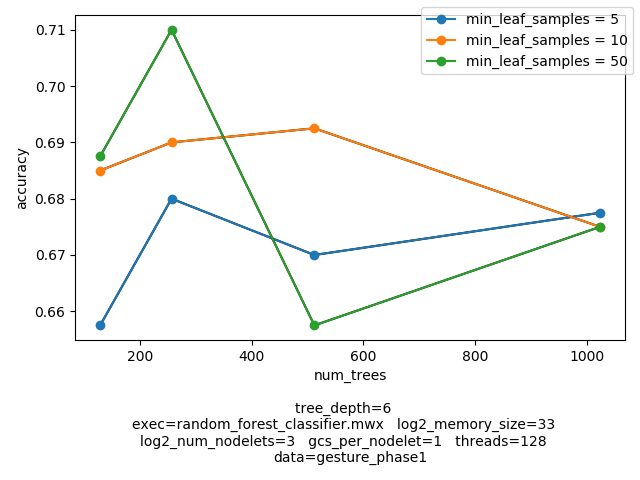 min_leaf_samples = 5
min_leaf_samples = 10
min_leaf_samples = 50
0.71
0.70
0.69
0.68
0.67
0.66
accuracy
200 400 600 800 1000
num_trees
tree_depth=6
exec=random_forest_classifier.mwx log2_memory_size=33
log2_num_nodelets=3 gcs_per_nodelet=1 threads=128
data=gesture_phase1